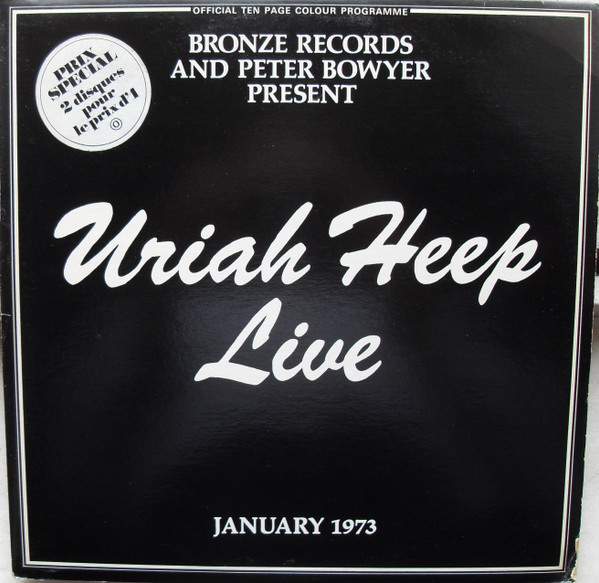 OFFICIAL TEN PAGE COLOUR PROGRAMME
BRONZE RECORDS
AND PETER BOWYER
PRESENT
PRIX
SPECIAL
2 disques
pour
le prix d'1
Uriah Heep
Live
JANUARY 1973